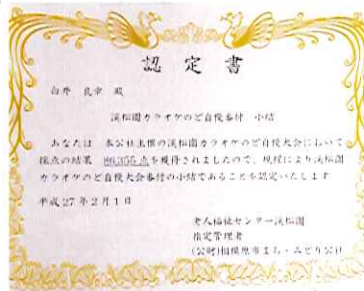 認定書
白井 良幸 殿
渓松園カラオケのど自慢番付 小結
あなたは 本公社主催の渓松園カラオケのど自慢大会において
採点の結果 86.355点を獲得されましたので、規程により渓松園
カラオケのど自慢大会番付の小結であることを認定いたします
平成27年2月1日
老人福祉センター渓松園
指定管理者
(公財)相模原市まち・みどり公社